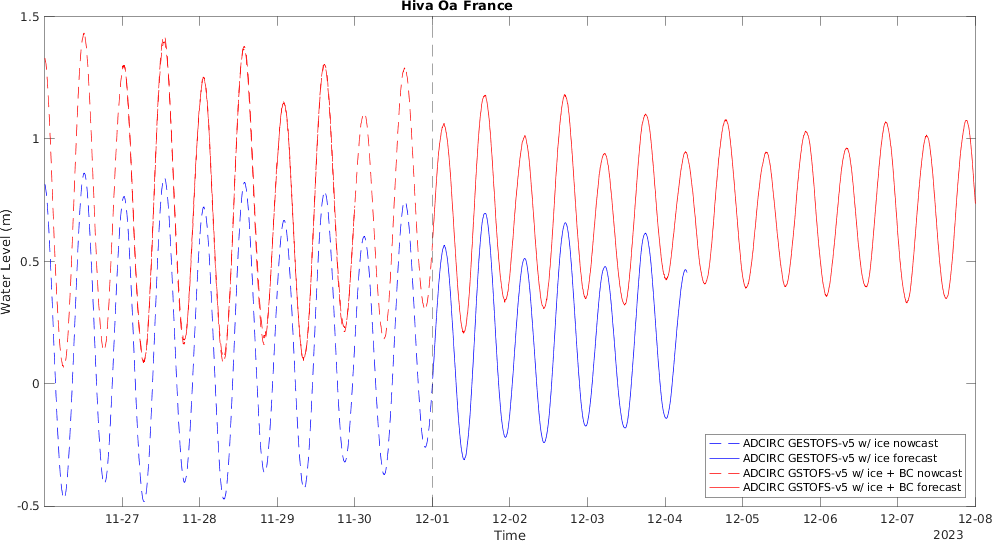 Hiva Oa France
Water Level (m)
1.5
1
0.5
0
-0.5
11-27 11-28 11-29 11-30 12-01 12-02 12-03 12-04 12-05 12-06 12-07 12-08
Time
2023
ADCIRC GESTOFS-v5 w/ ice nowcast
ADCIRC GESTOFS-v5 w/ ice forecast
ADCIRC GSTOFS-v5 w/ ice + BC nowcast
ADCIRC GSTOFS-v5 w/ ice + BC forecast